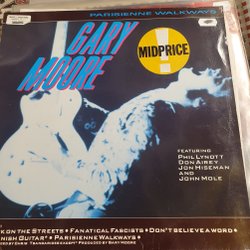 PARISIENNE WALKWAYS
GARY
MOORE
MIDPRICE
!
FEATURING
PHIL LYNOTT
DON AIREY
JON HISEMAN
AND
JOHN MOLE
K ON THE STREETS • FANATICAL FASCISTS • DON'T BELIEVE A WORD •
NISH GUITAR* • PARISIENNE WALKWAYS •
PRODUCED BY GARY MOORE